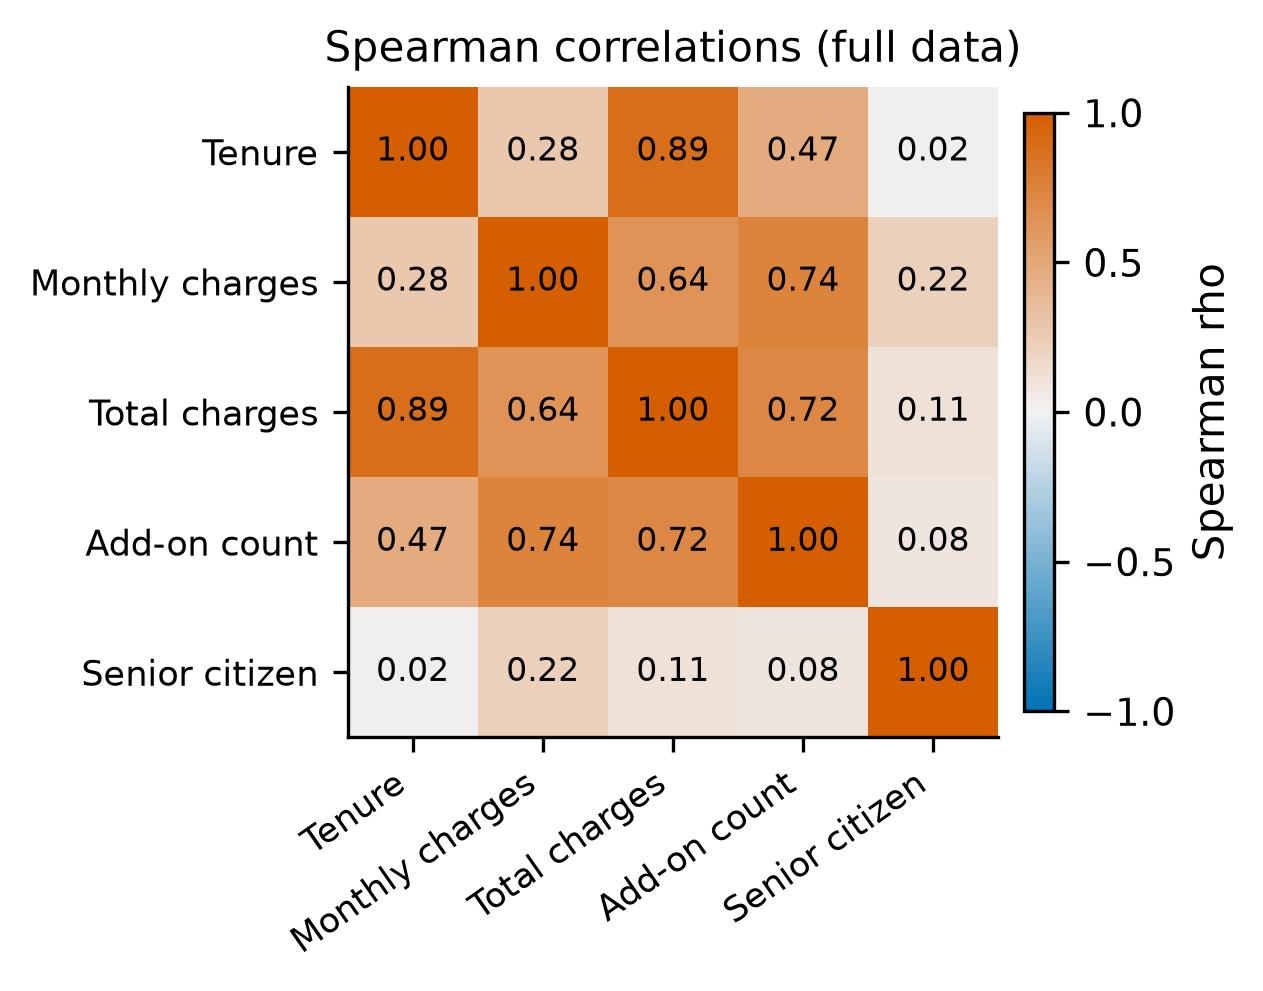 Spearman correlations (full data)
Tenure 1.00 0.28 0.89 0.47 0.02
Monthly charges 0.28 1.00 0.64 0.74 0.22
Total charges 0.89 0.64 1.00 0.72 0.11
Add-on count 0.47 0.74 0.72 1.00 0.08
Senior citizen 0.02 0.22 0.11 0.08 1.00
Tenure
Monthly charges
Total charges
Add-on count
Senior citizen
1.0
0.5
0.0
−0.5
−1.0
Spearman rho